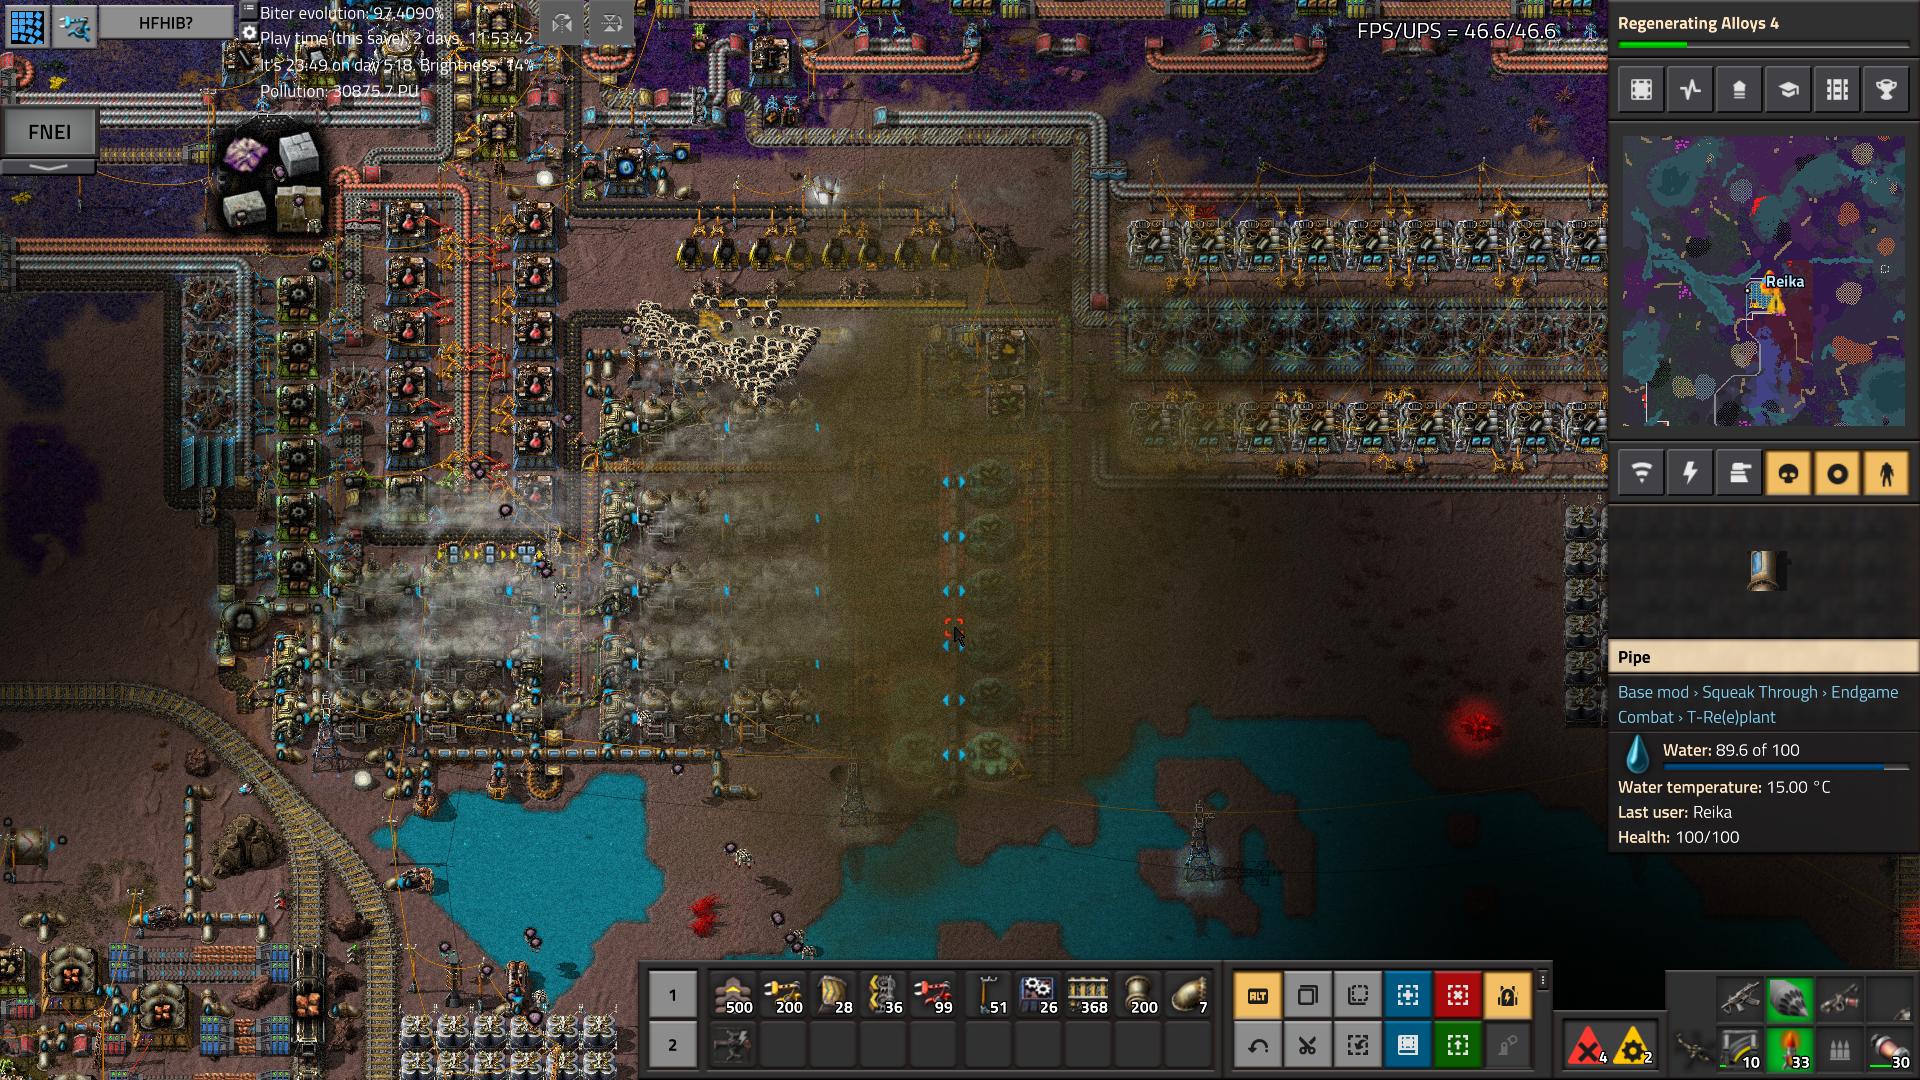 HFHIB?
Biter evolution: 97.4090%
Play time (this save): 2 days, 11:53:42
It's 23:49 on day 518. Brightness: 14%
Pollution: 30875.7 PU
FPS/UPS = 46.6/46.6
Regenerating Alloys 4
FNEI
Reika
Pipe
Base mod › Squeak Through › Endgame
Combat › T-Re(e)plant
Water: 89.6 of 100
Water temperature: 15.00 °C
Last user: Reika
Health: 100/100
1
500
200
28
36
99
51
26
368
200
7
ALT
2
4
2
10
33
30